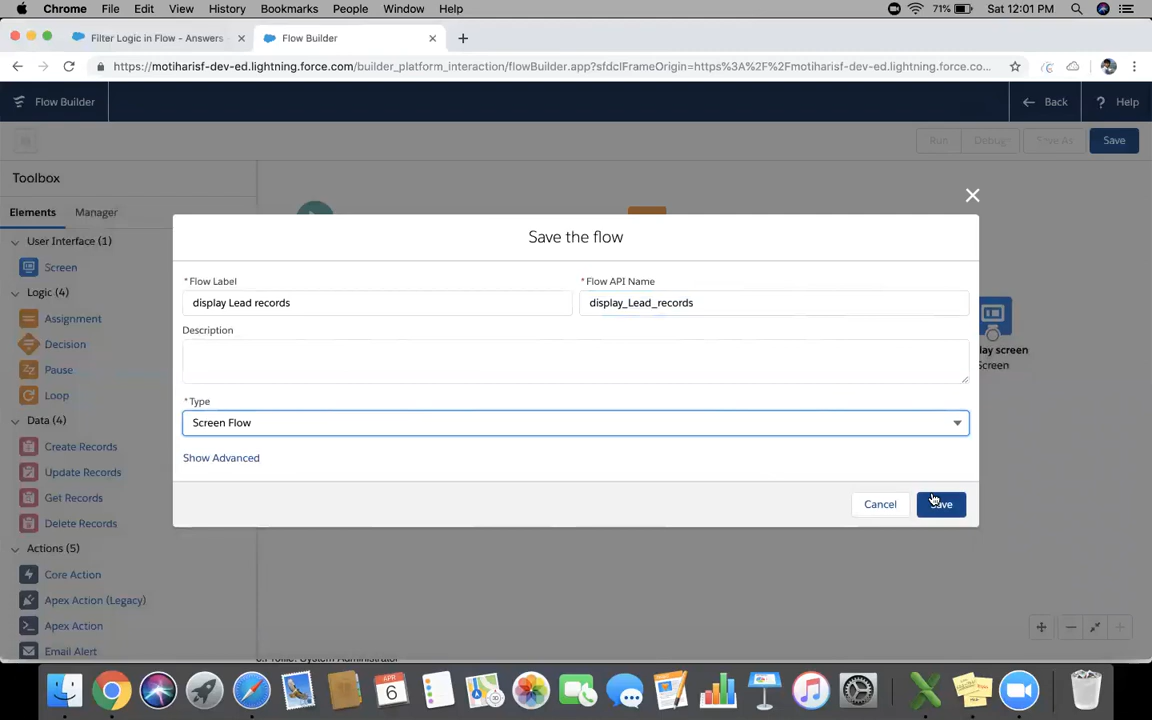 Chrome File Edit View History Bookmarks People Window Help 71% Sat 12:01 PM
Filter Logic in Flow - Answers Flow Builder
https://motiharisf-dev-ed.lightning.force.com/builder_platform_interaction/flowBuilder.app?sfdcIFrameOrigin=https%3A%2F%2Fmotiharisf-dev-ed.lightning.force.co...
Flow Builder Back ? Help
Run Debug Save As Save
Toolbox
Elements Manager
User Interface (1)
Screen
Logic (4)
Assignment
Decision
Pause
Loop
Data (4)
Create Records
Update Records
Get Records
Delete Records
Actions (5)
Core Action
Apex Action (Legacy)
Apex Action
Email Alert
Save the flow
* Flow Label * Flow API Name
display Lead records display_Lead_records
Description
* Type
Screen Flow
Show Advanced
Cancel Save
lay screen
Screen
System Administrator
APR
6